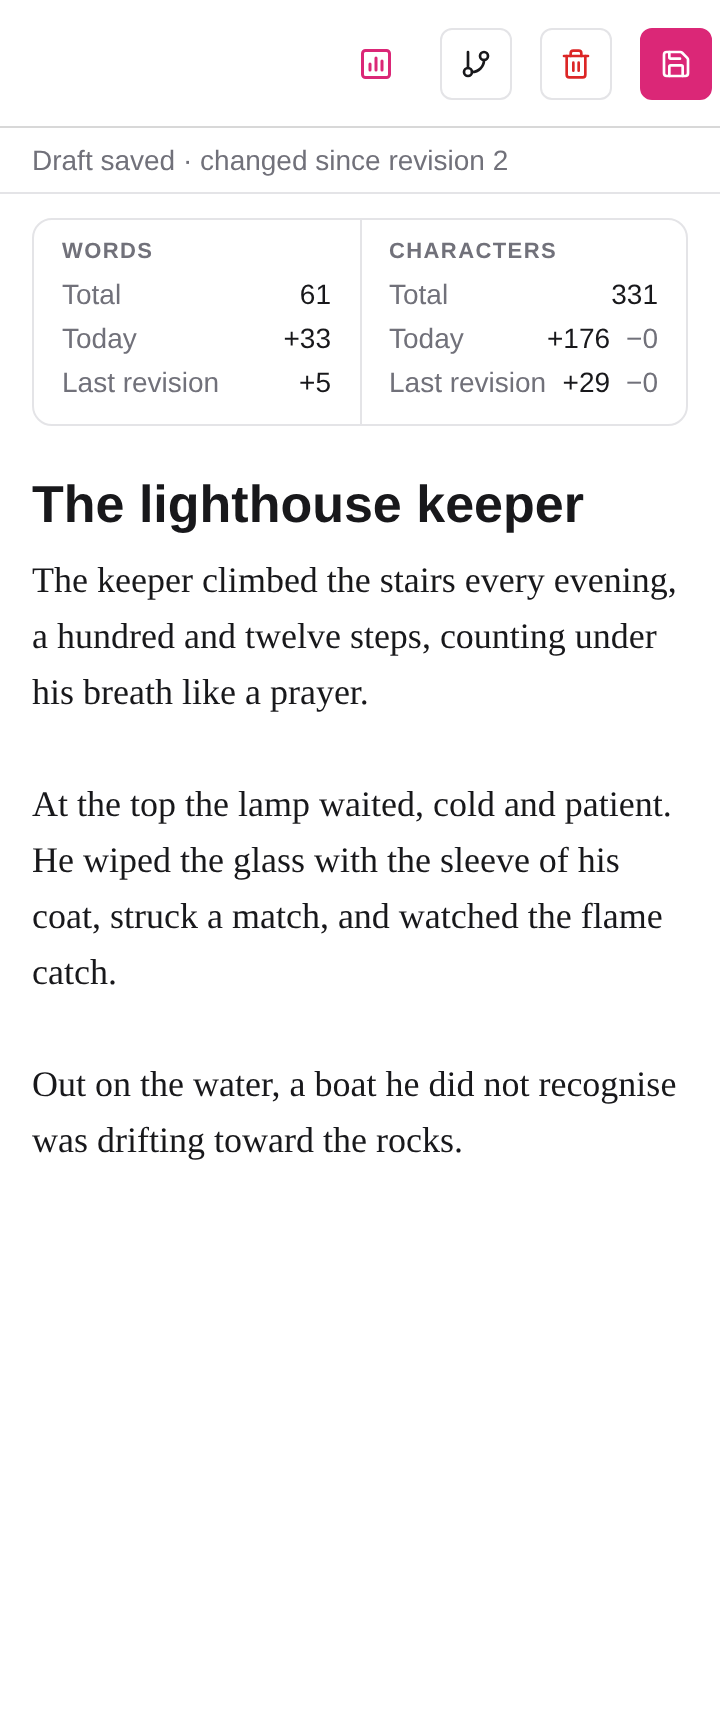 Draft saved · changed since revision 2
WORDS
Total 61
Today +33
Last revision +5
CHARACTERS
Total 331
Today +176 −0
Last revision +29 −0
The lighthouse keeper
The keeper climbed the stairs every evening,
a hundred and twelve steps, counting under
his breath like a prayer.
At the top the lamp waited, cold and patient.
He wiped the glass with the sleeve of his
coat, struck a match, and watched the flame
catch.
Out on the water, a boat he did not recognise
was drifting toward the rocks.